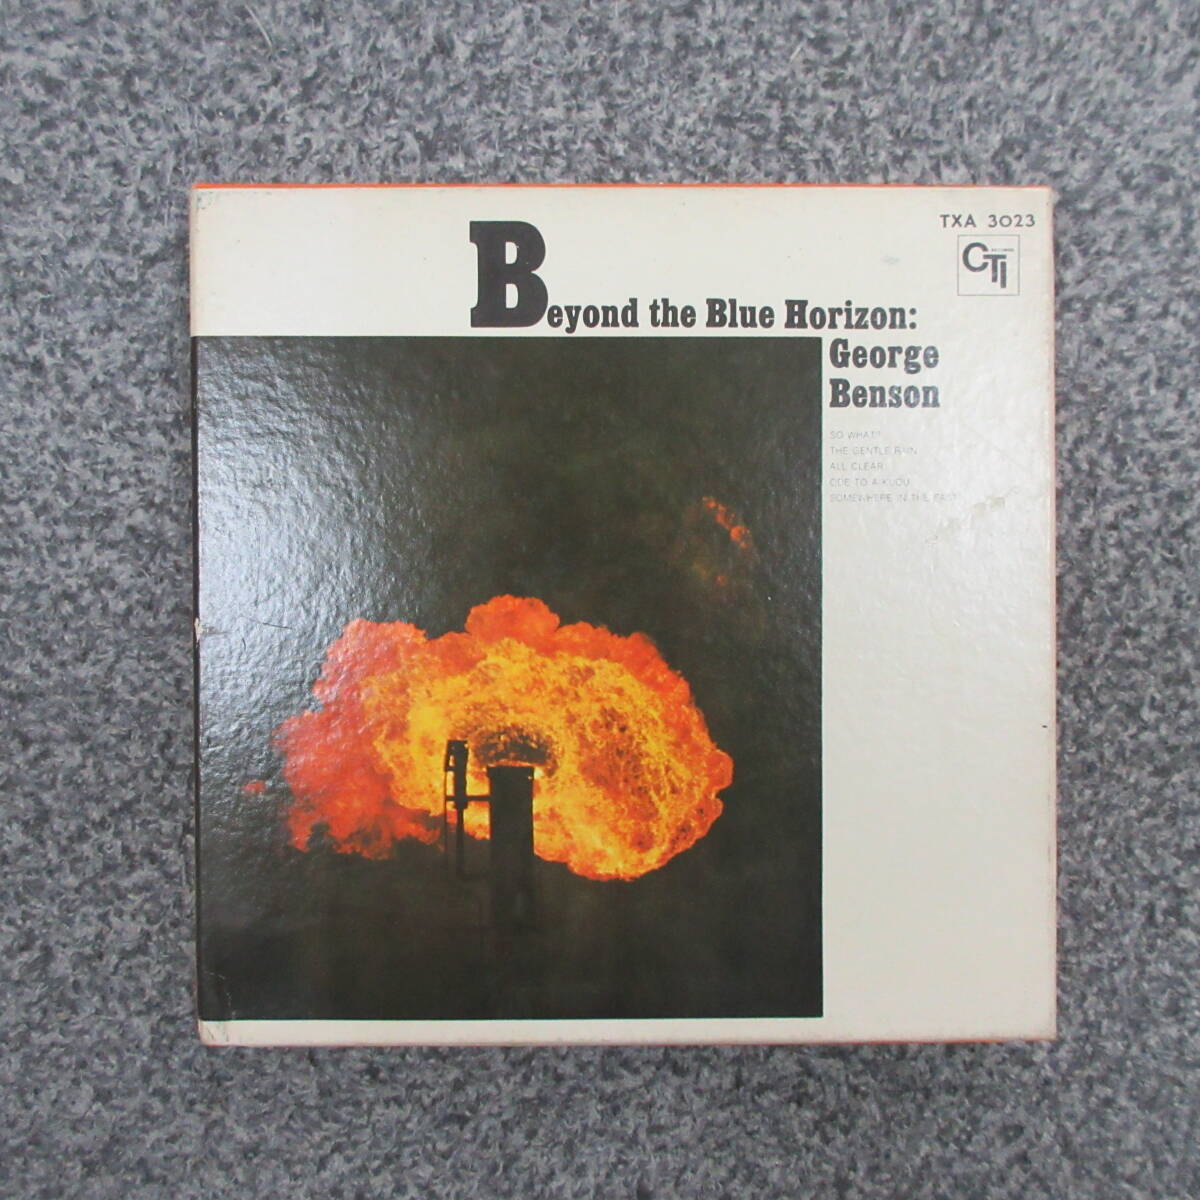 TXA 3023
CTI
Beyond the Blue Horizon:
George
Benson
SO WHAT?
THE GENTLE RAIN
ALL CLEAR
ODE TO A KUDU
SOMEWHERE IN THE EAST